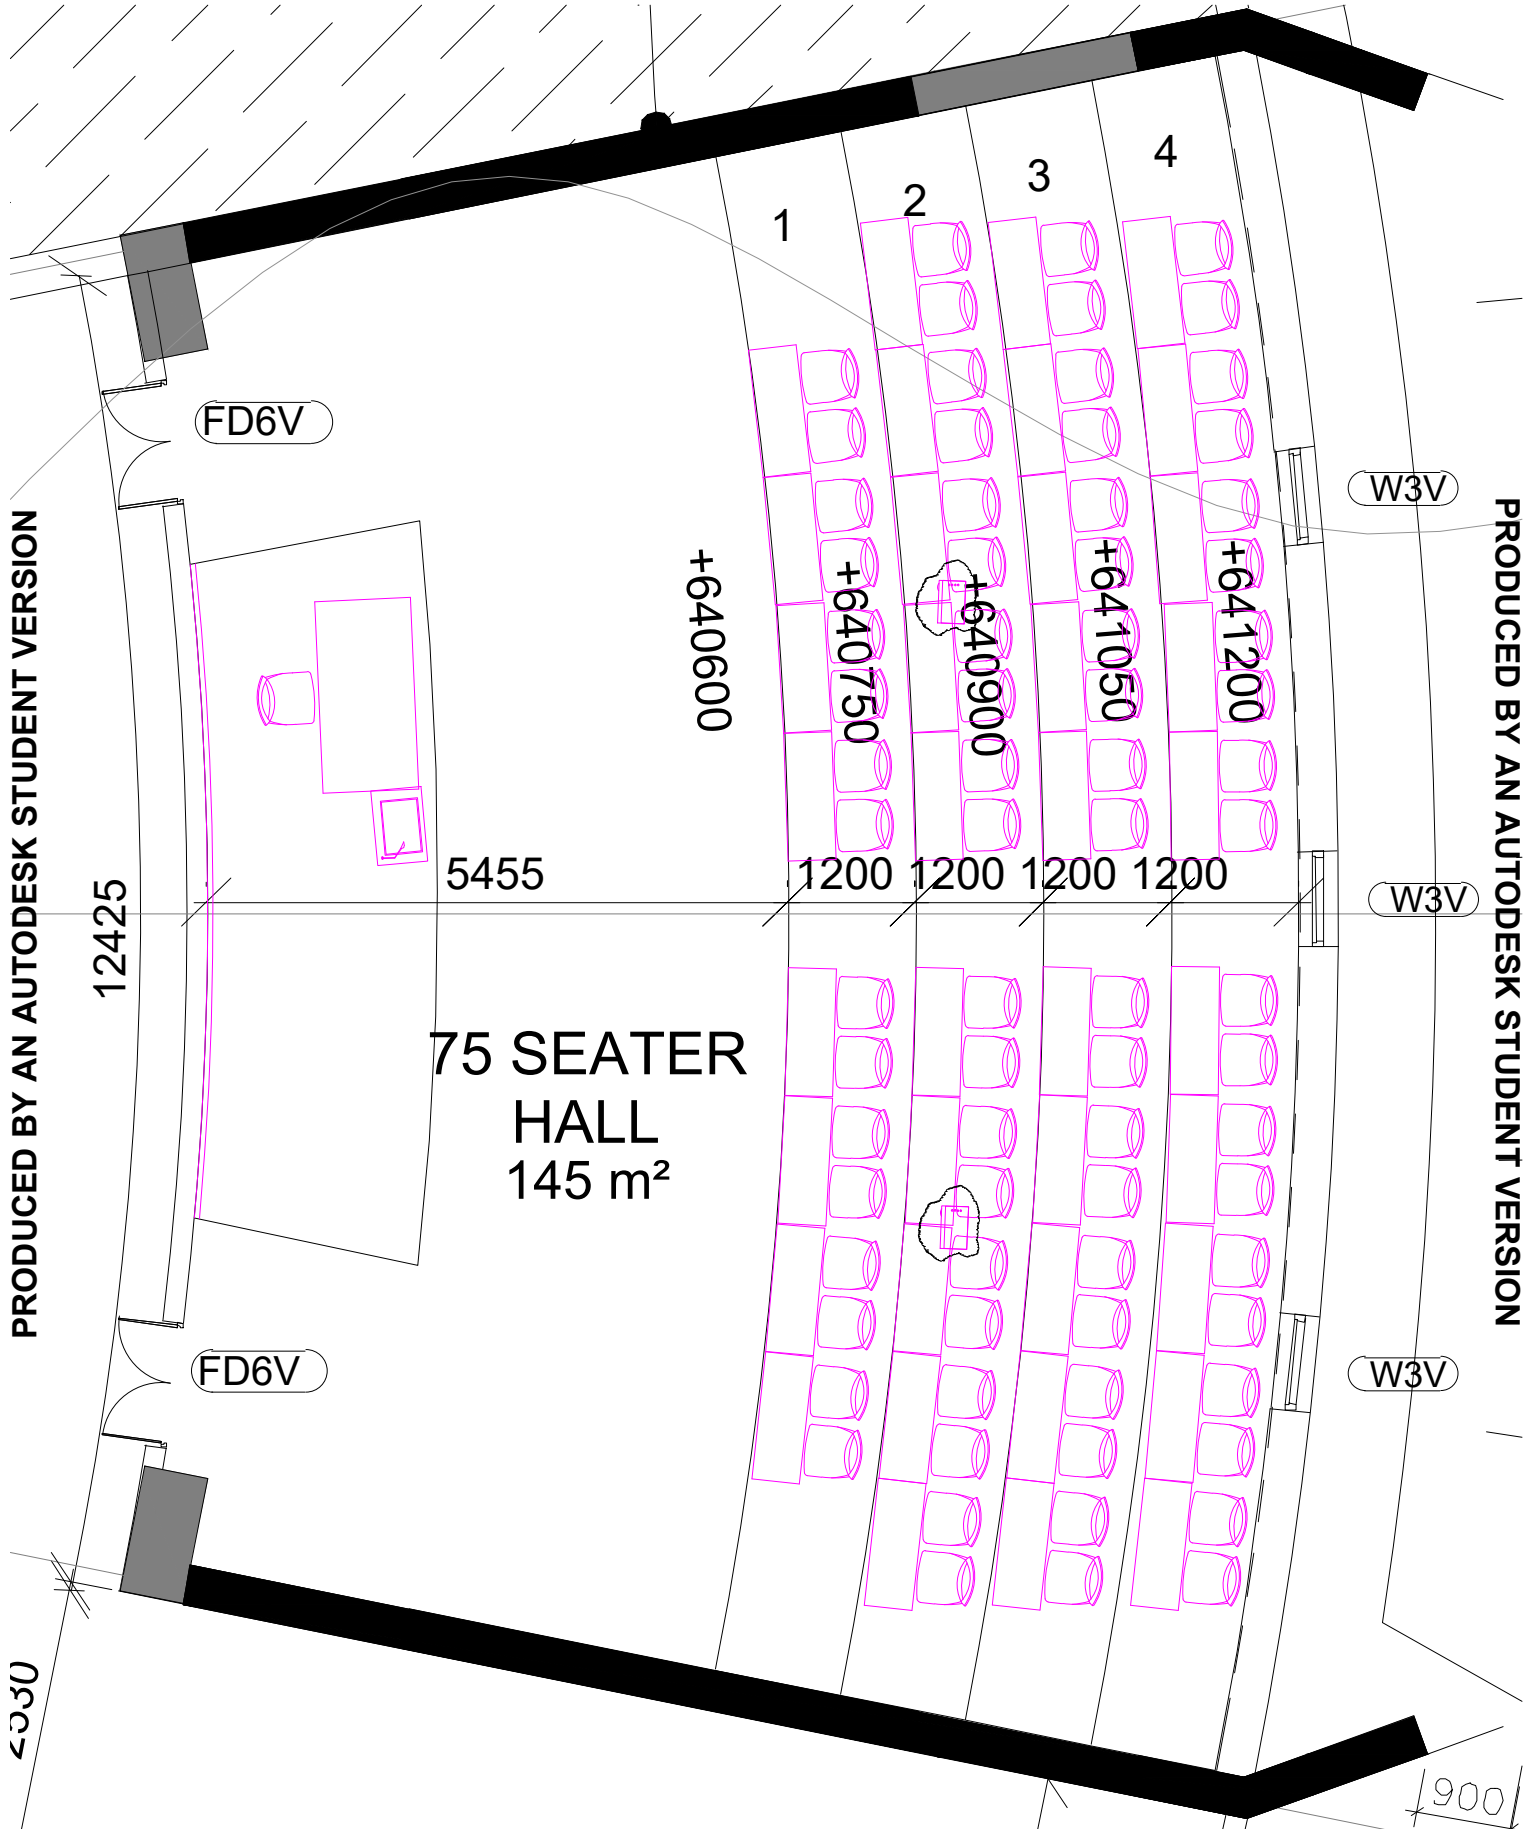 1
2
3
4
FD6V
W3V
PRODUCED BY AN AUTODESK STUDENT VERSION
PRODUCED BY AN AUTODESK STUDENT VERSION
+640600
+640750
+640900
+641050
+641200
5455
1200
1200
1200
1200
W3V
12425
75 SEATER
HALL
145 m²
FD6V
W3V
2530
900